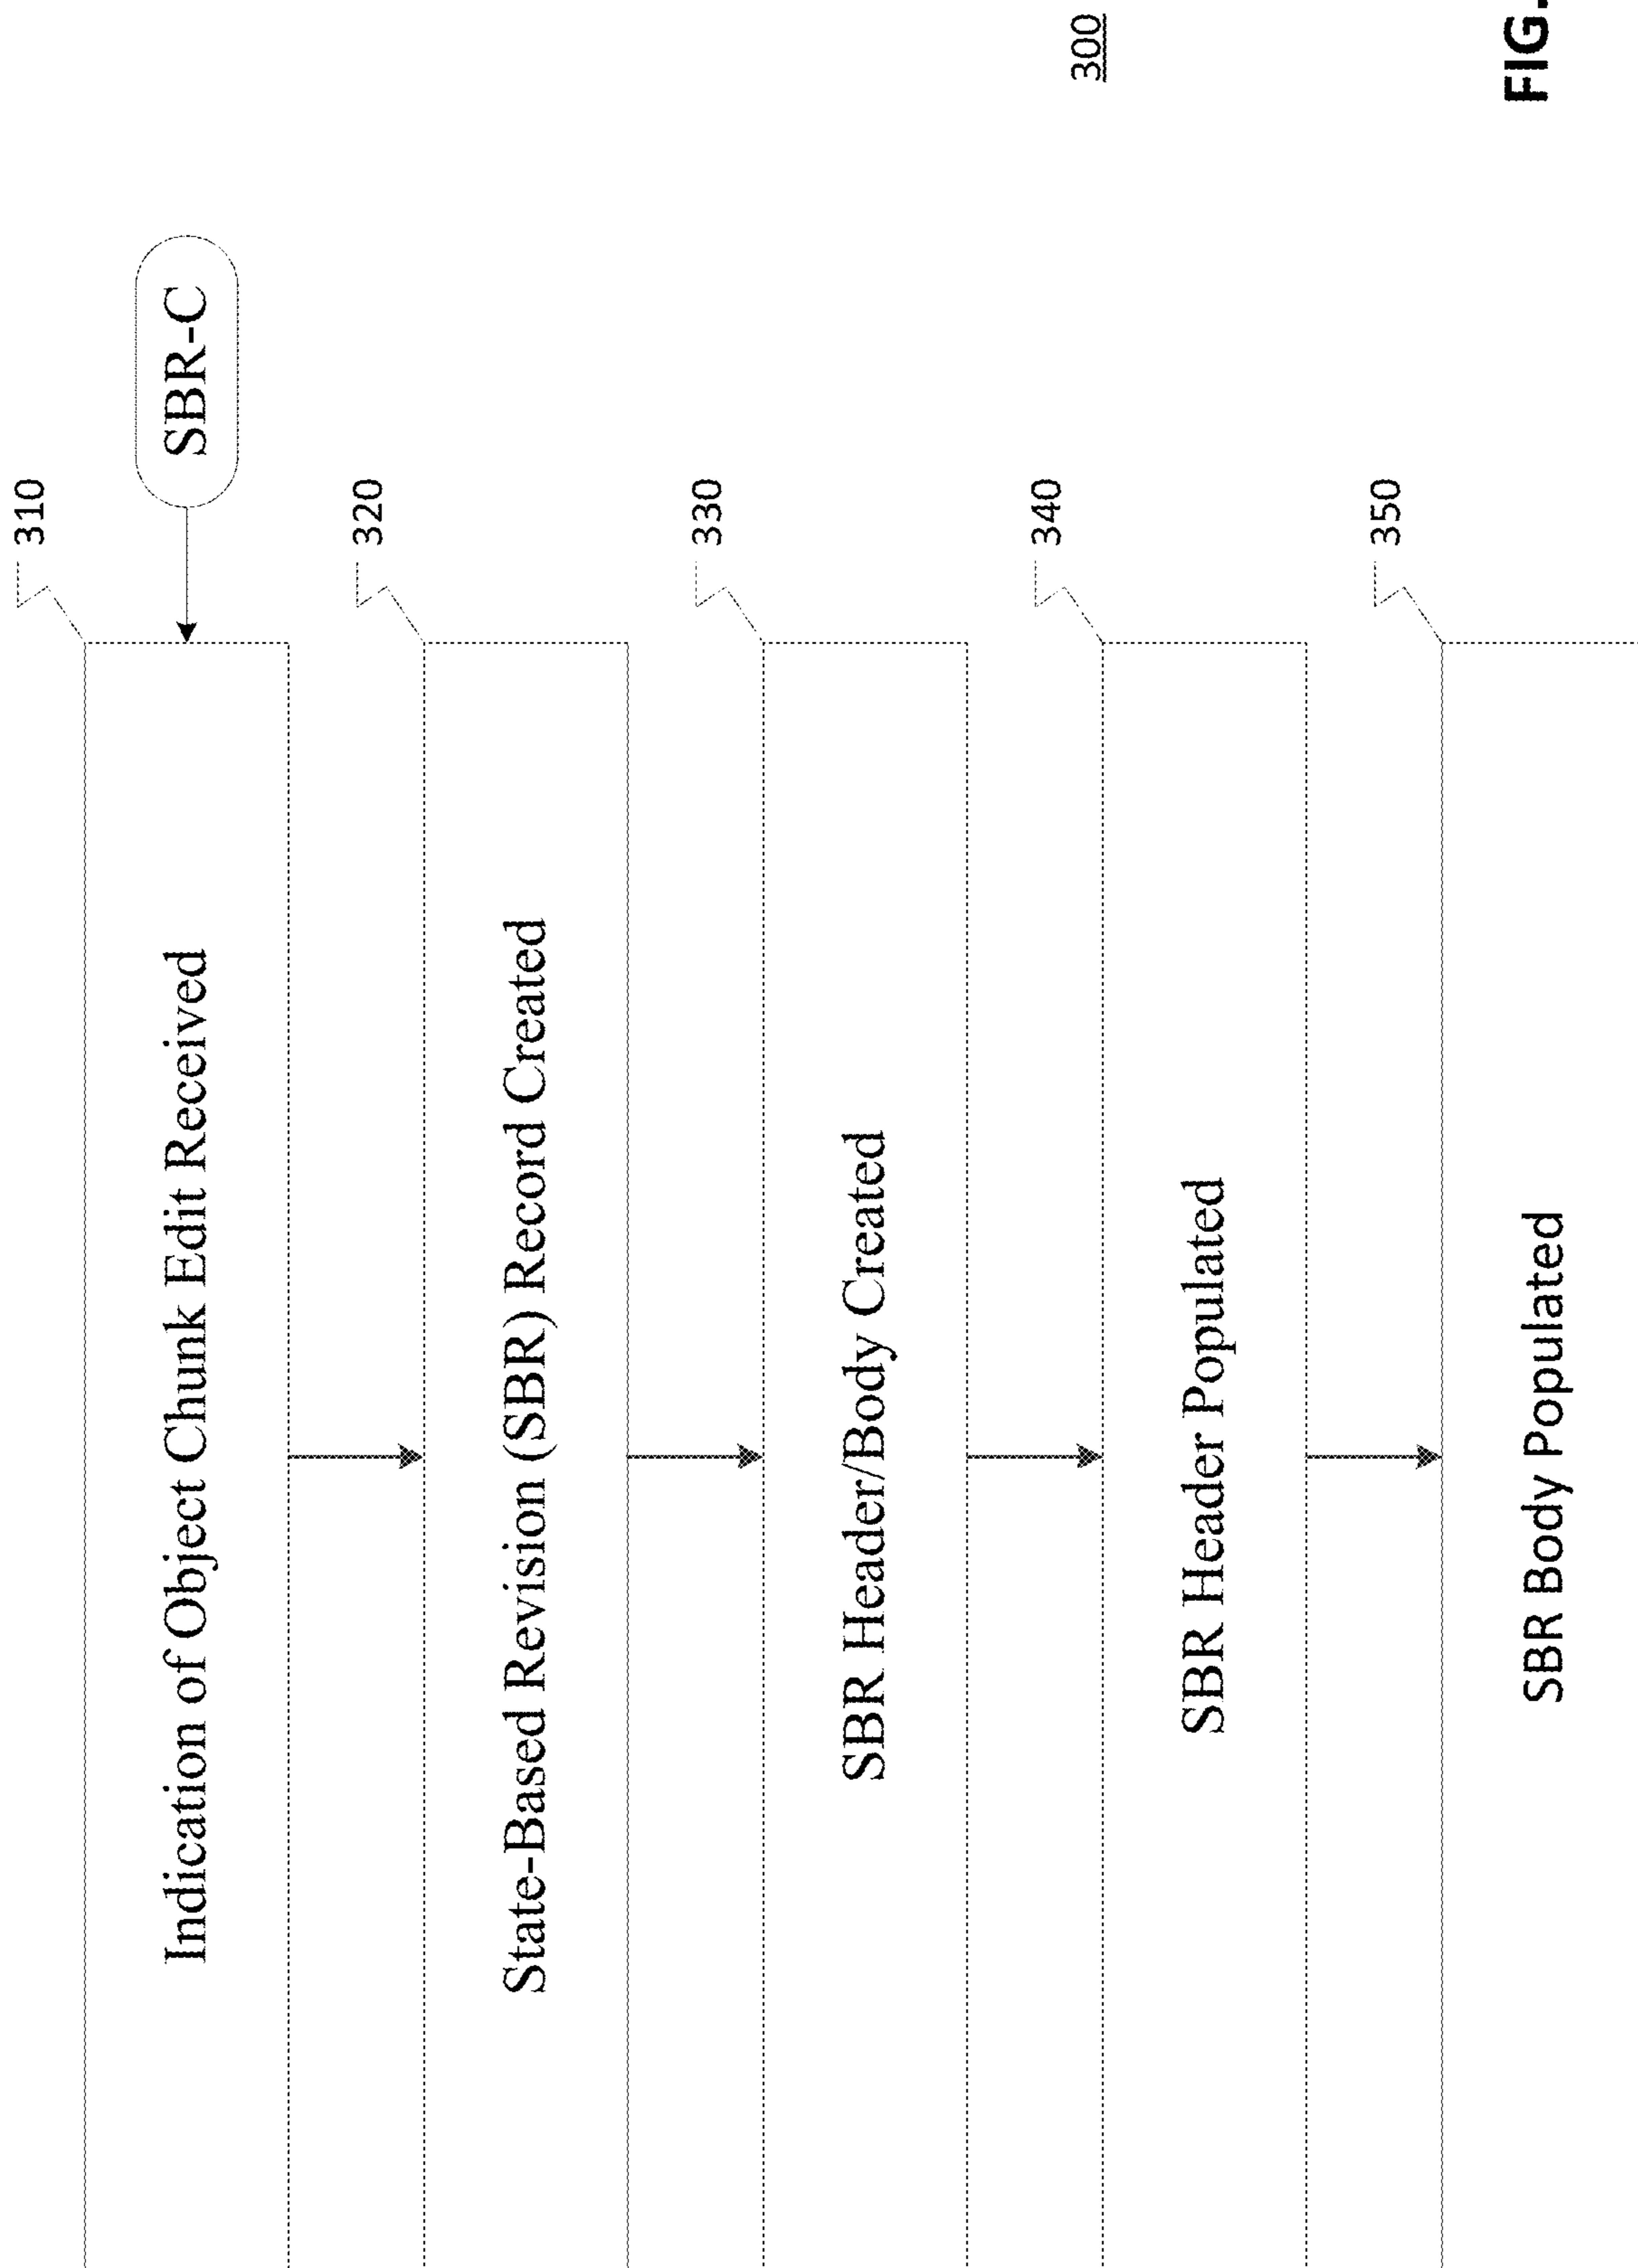 310
SBR-C
Indication of Object Chunk Edit Received
320
State-Based Revision (SBR) Record Created
330
SBR Header/Body Created
340
SBR Header Populated
350
SBR Body Populated
300
FIG.